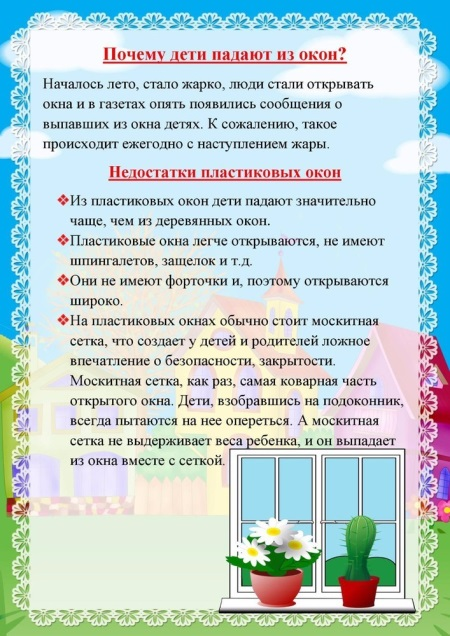 Почему дети падают из окон?
Началось лето, стало жарко, люди стали открывать
окна и в газетах опять появились сообщения о
выпавших из окна детях. К сожалению, такое
происходит ежегодно с наступлением жары.
Недостатки пластиковых окон
❖Из пластиковых окон дети падают значительно
чаще, чем из деревянных окон.
❖Пластиковые окна легче открываются, не имеют
шпингалетов, защелок и т.д.
❖Они не имеют форточки и, поэтому открываются
широко.
❖На пластиковых окнах обычно стоит москитная
сетка, что создает у детей и родителей ложное
впечатление о безопасности, закрытости.
Москитная сетка, как раз, самая коварная часть
открытого окна. Дети, взобравшись на подоконник,
всегда пытаются на нее опереться. А москитная
сетка не выдерживает веса ребенка, и он выпадает
из окна вместе с сеткой.